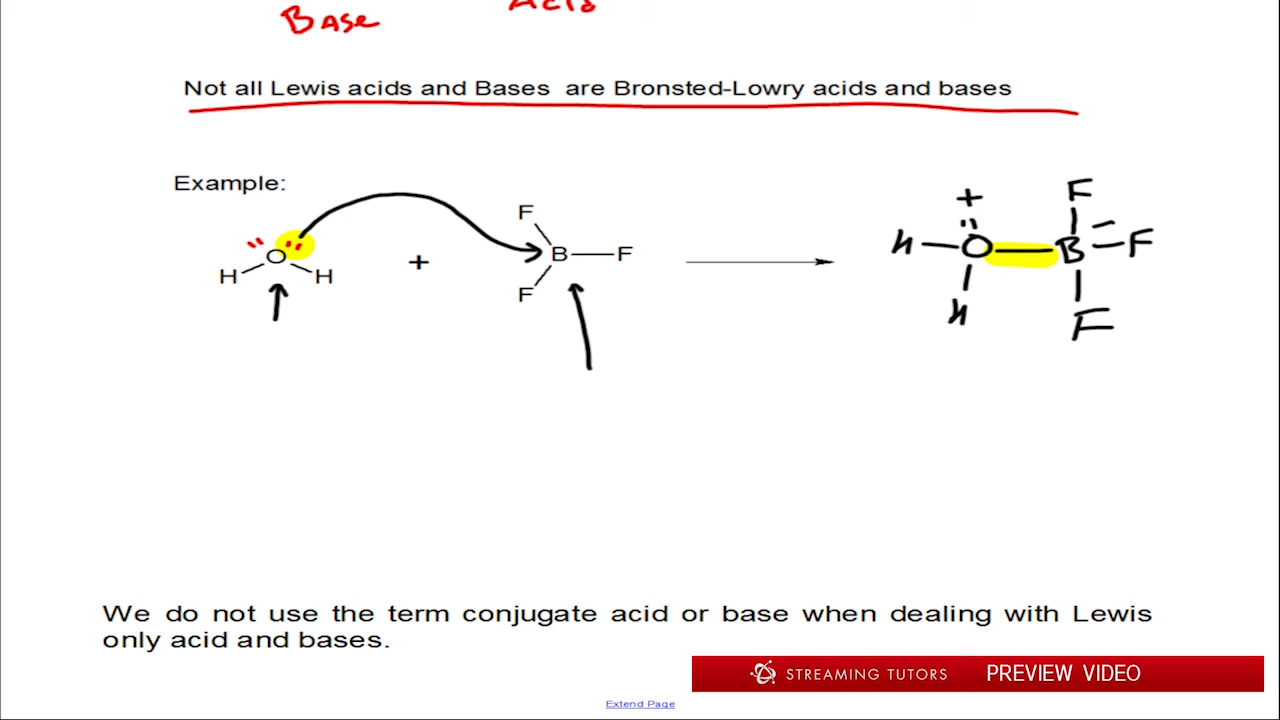 Acid
Base
Not all Lewis acids and Bases are Bronsted-Lowry acids and bases
Example:
F
H O H + B F
F
+
F
H O B F
H F
We do not use the term conjugate acid or base when dealing with Lewis
only acid and bases.
STREAMING TUTORS PREVIEW VIDEO
Extend Page